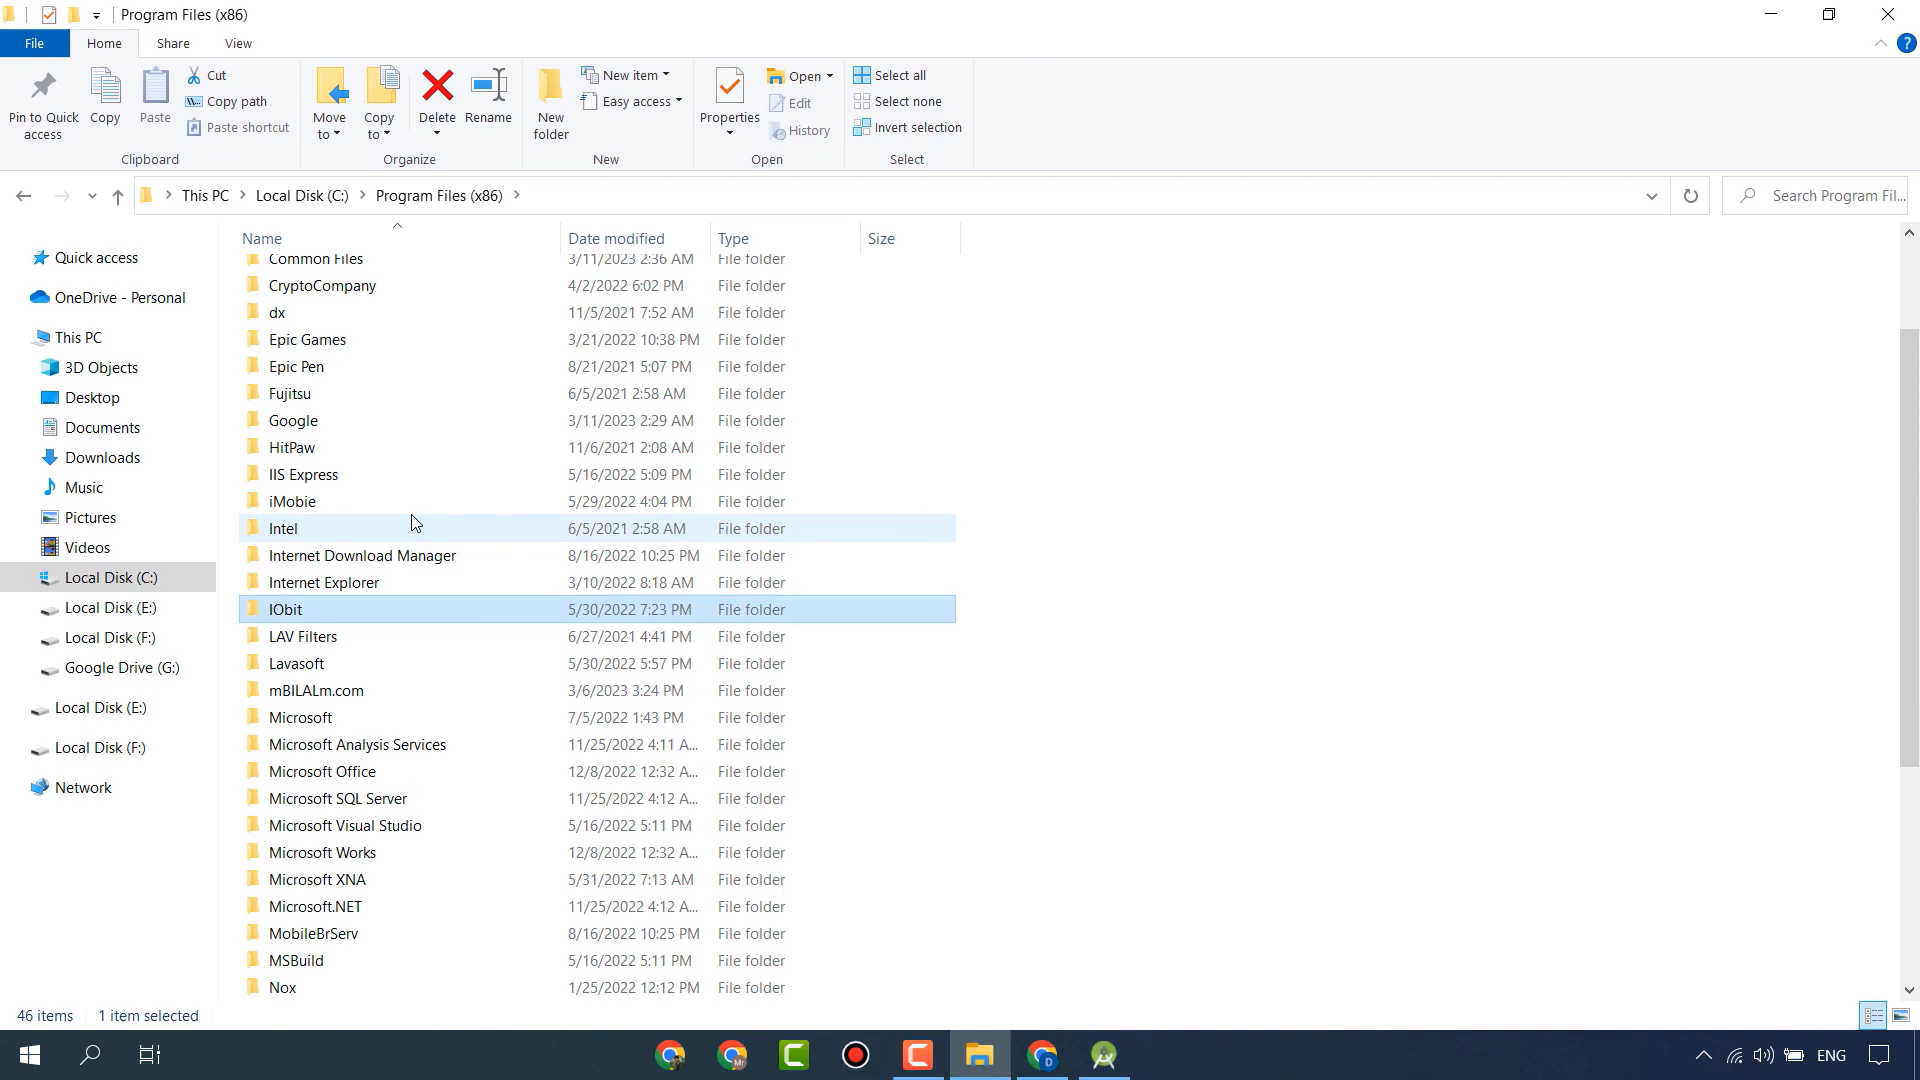 Program Files (x86)
File Home Share View
Pin to Quick access
Copy
Paste
Cut
Copy path
Paste shortcut
Clipboard
Move to
Copy to
Delete
Rename
Organize
New folder
New item
Easy access
New
Properties
Open
Edit
History
Open
Select all
Select none
Invert selection
Select
This PC Local Disk (C:) Program Files (x86)
Search Program Fil...
Quick access
OneDrive - Personal
This PC
3D Objects
Desktop
Documents
Downloads
Music
Pictures
Videos
Local Disk (C:)
Local Disk (E:)
Local Disk (F:)
Google Drive (G:)
Local Disk (E:)
Local Disk (F:)
Network
Name Date modified Type Size
Common Files 3/11/2023 2:36 AM File folder
CryptoCompany 4/2/2022 6:02 PM File folder
dx 11/5/2021 7:52 AM File folder
Epic Games 3/21/2022 10:38 PM File folder
Epic Pen 8/21/2021 5:07 PM File folder
Fujitsu 6/5/2021 2:58 AM File folder
Google 3/11/2023 2:29 AM File folder
HitPaw 11/6/2021 2:08 AM File folder
IIS Express 5/16/2022 5:09 PM File folder
iMobie 5/29/2022 4:04 PM File folder
Intel 6/5/2021 2:58 AM File folder
Internet Download Manager 8/16/2022 10:25 PM File folder
Internet Explorer 3/10/2022 8:18 AM File folder
IObit 5/30/2022 7:23 PM File folder
LAV Filters 6/27/2021 4:41 PM File folder
Lavasoft 5/30/2022 5:57 PM File folder
mBILALm.com 3/6/2023 3:24 PM File folder
Microsoft 7/5/2022 1:43 PM File folder
Microsoft Analysis Services 11/25/2022 4:11 A... File folder
Microsoft Office 12/8/2022 12:32 A... File folder
Microsoft SQL Server 11/25/2022 4:12 A... File folder
Microsoft Visual Studio 5/16/2022 5:11 PM File folder
Microsoft Works 12/8/2022 12:32 A... File folder
Microsoft XNA 5/31/2022 7:13 AM File folder
Microsoft.NET 11/25/2022 4:12 A... File folder
MobileBrServ 8/16/2022 10:25 PM File folder
MSBuild 5/16/2022 5:11 PM File folder
Nox 1/25/2022 12:12 PM File folder
46 items 1 item selected
ENG